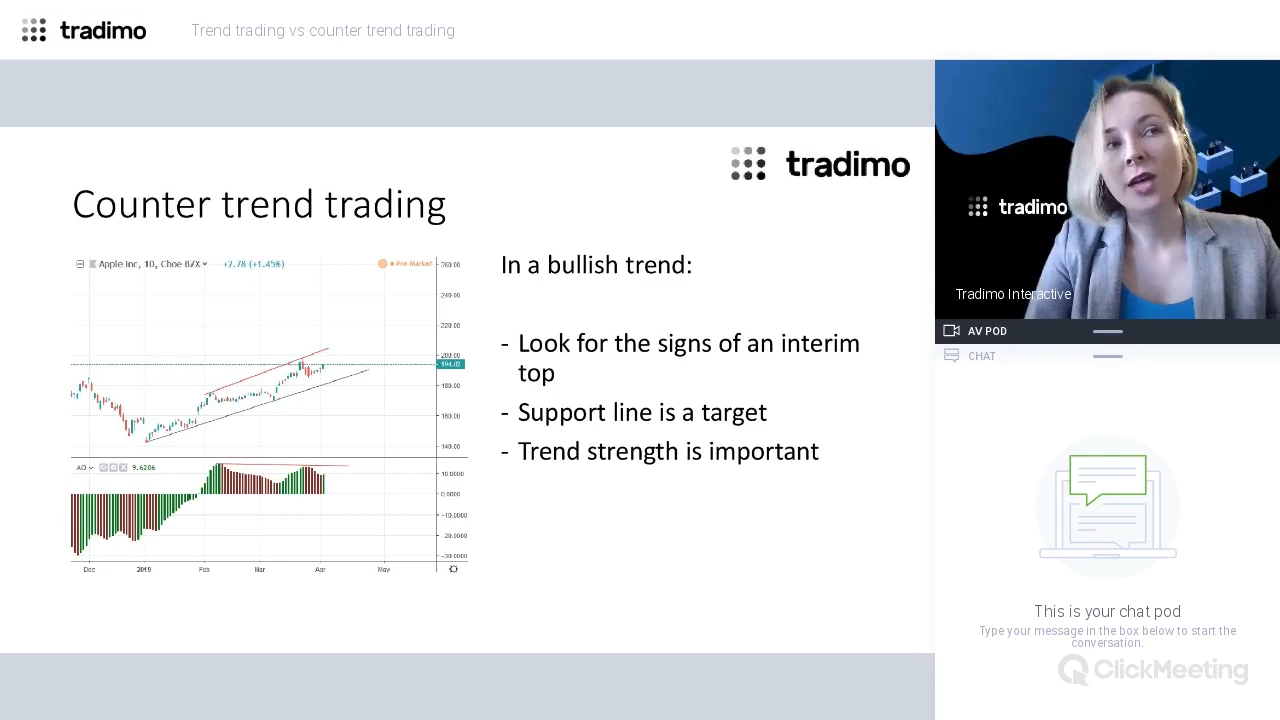 tradimo
Trend trading vs counter trend trading
tradimo
Counter trend trading
Apple Inc, 1D, Cboe BZX
+2.78 (+1.45%)
Pre Market
260.00
240.00
220.00
200.00
194.02
180.00
160.00
140.00
AO
9.6206
10.0000
0.0000
-10.0000
-20.0000
-30.0000
Dec 2019 Feb Mar Apr May
In a bullish trend:
- Look for the signs of an interim
top
- Support line is a target
- Trend strength is important
tradimo
Tradimo Interactive
AV POD
CHAT
This is your chat pod
Type your message in the box below to start the
conversation.
ClickMeeting